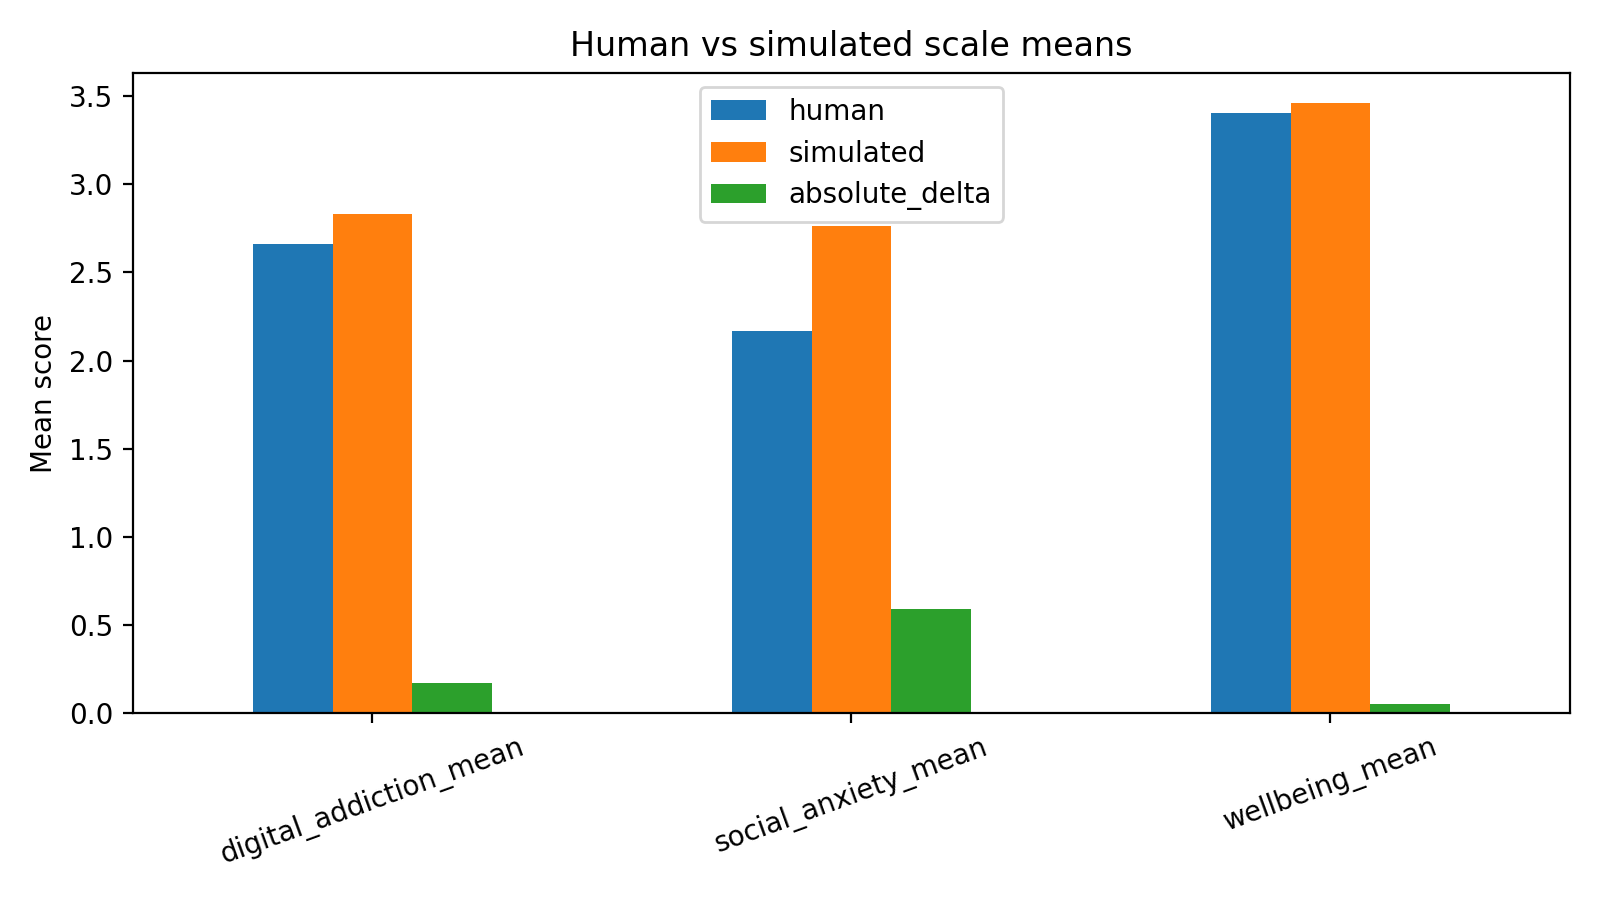 Human vs simulated scale means
human
simulated
absolute_delta
Mean score
3.5
3.0
2.5
2.0
1.5
1.0
0.5
0.0
digital_addiction_mean
social_anxiety_mean
wellbeing_mean